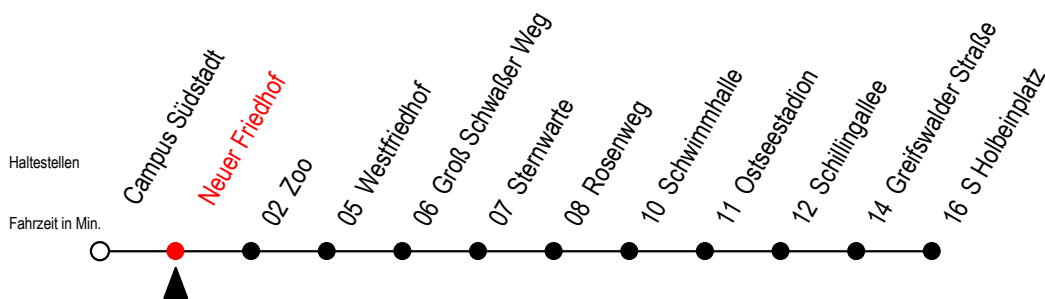 Haltestellen
Fahrzeit in Min.
Campus Südstadt
Neuer Friedhof
02 Zoo
05 Westfriedhof
06 Groß Schwaßer Weg
07 Sternwarte
08 Rosenweg
10 Schwimmhalle
11 Ostseestadion
12 Schillingallee
14 Greifswalder Straße
16 S Holbeinplatz